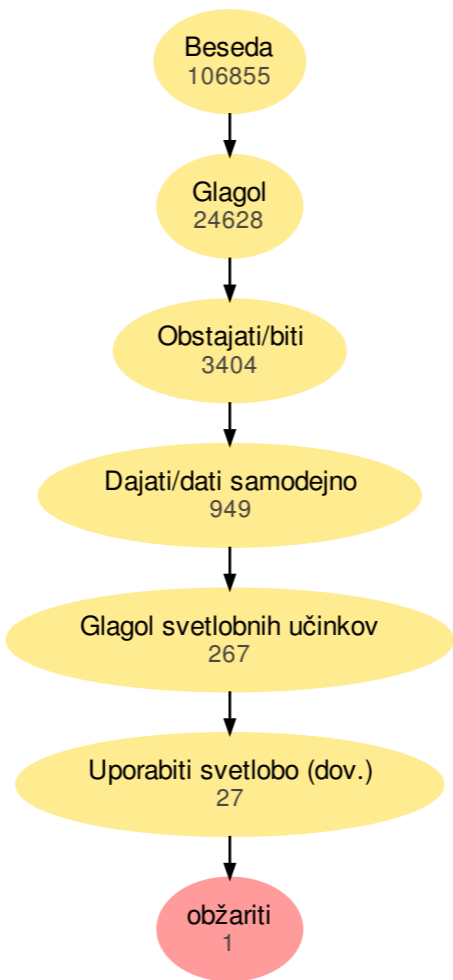 Beseda
106855
Glagol
24628
Obstajati/biti
3404
Dajati/dati samodejno
949
Glagol svetlobnih učinkov
267
Uporabiti svetlobo (dov.)
27
obžariti
1